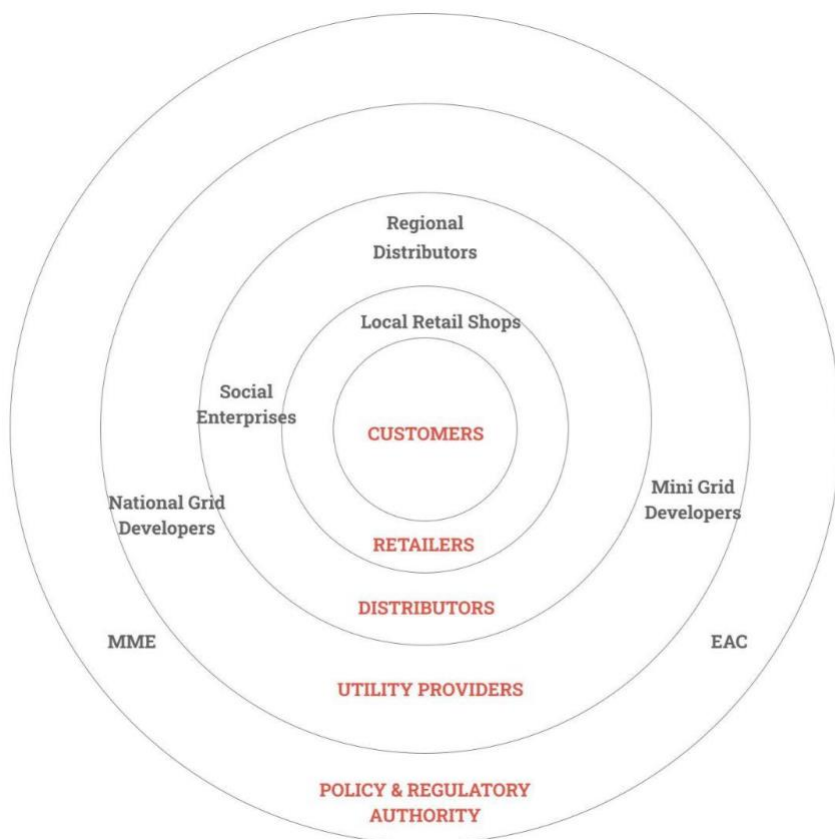 Regional
Distributors
Local Retail Shops
Social
Enterprises
CUSTOMERS
National Grid
Developers
Mini Grid
Developers
RETAILERS
DISTRIBUTORS
MME
EAC
UTILITY PROVIDERS
POLICY & REGULATORY
AUTHORITY